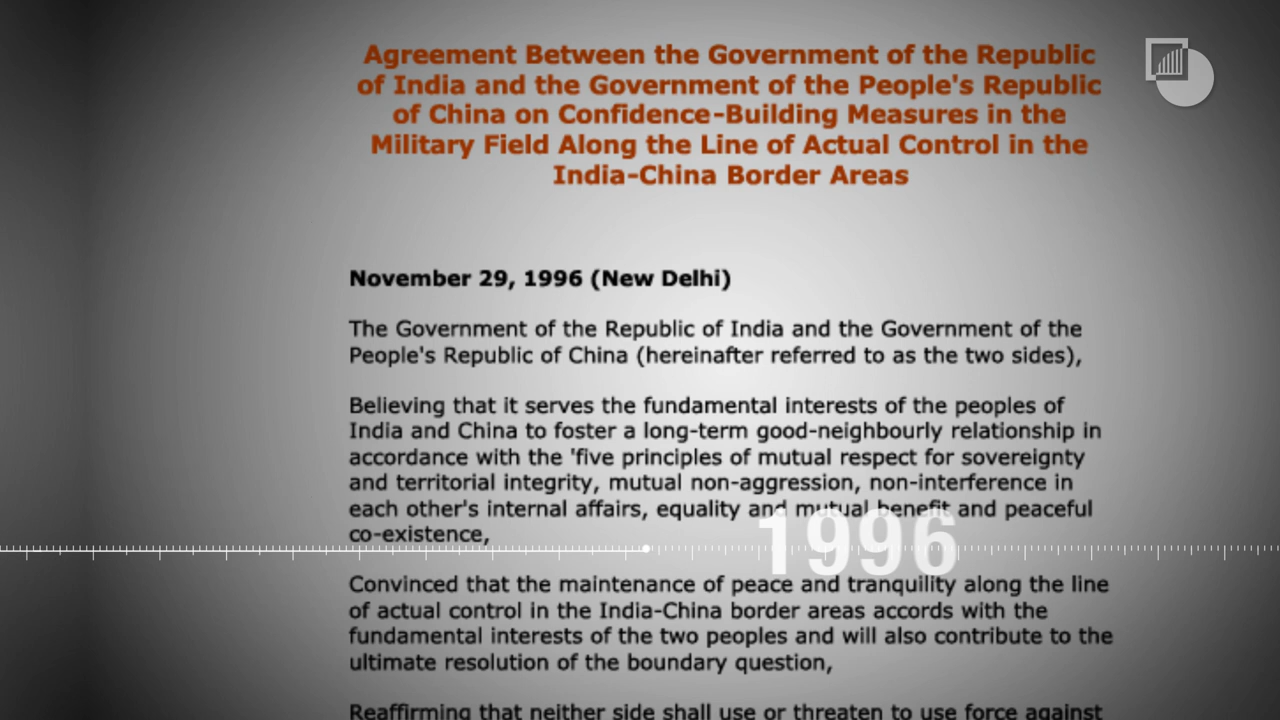 Agreement Between the Government of the Republic
of India and the Government of the People's Republic
of China on Confidence-Building Measures in the
Military Field Along the Line of Actual Control in the
India-China Border Areas
November 29, 1996 (New Delhi)
The Government of the Republic of India and the Government of the
People's Republic of China (hereinafter referred to as the two sides),
Believing that it serves the fundamental interests of the peoples of
India and China to foster a long-term good-neighbourly relationship in
accordance with the 'five principles of mutual respect for sovereignty
and territorial integrity, mutual non-aggression, non-interference in
each other's internal affairs, equality and mutual benefit and peaceful
co-existence,
1996
Convinced that the maintenance of peace and tranquility along the line
of actual control in the India-China border areas accords with the
fundamental interests of the two peoples and will also contribute to the
ultimate resolution of the boundary question,
Reaffirming that neither side shall use or threaten to use force against